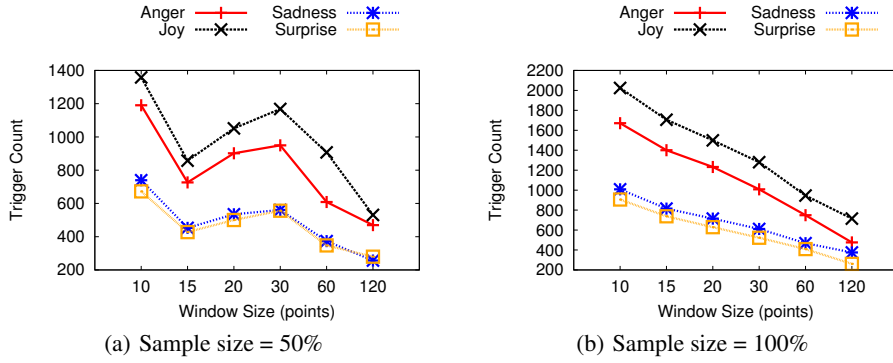 Anger Sadness
Joy Surprise
1400
1200
1000
800
600
400
200
Trigger Count
10 15 20 30 60 120
Window Size (points)
(a) Sample size = 50%
Anger Sadness
Joy Surprise
2200
2000
1800
1600
1400
1200
1000
800
600
400
200
Trigger Count
10 15 20 30 60 120
Window Size (points)
(b) Sample size = 100%